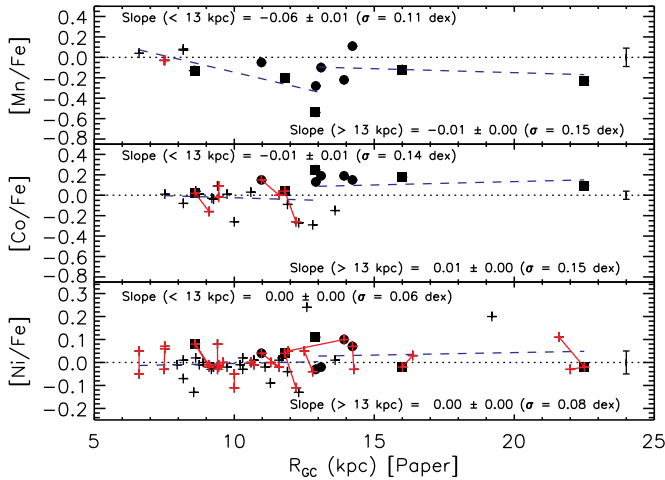 Slope (< 13 kpc) = −0.06 ± 0.01 (σ = 0.11 Paper)
0.4
0.2
0.0
−0.2
−0.4
−0.6
−0.8
[Mn/Fe]
Slope (> 13 kpc) = −0.01 ± 0.00 (σ = 0.15 dex)
Slope (< 13 kpc) = −0.01 ± 0.01 (σ = 0.14 dex)
0.4
0.2
0.0
−0.2
−0.4
−0.6
−0.8
[Co/Fe]
Slope (> 13 kpc) = 0.01 ± 0.00 (σ = 0.15 dex)
Slope (< 13 kpc) = 0.00 ± 0.00 (σ = 0.06 dex)
0.3
0.2
0.1
0.0
−0.1
−0.2
[Ni/Fe]
Slope (> 13 kpc) = 0.00 ± 0.00 (σ = 0.08 dex)
5 10 15 20 25
R_GC (kpc) [Paper]